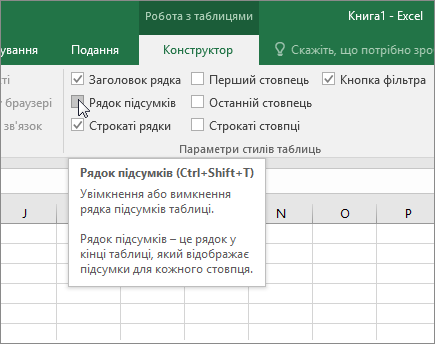 Робота з таблицями
Книга1 - Excel
ування
Подання
Конструктор
Скажіть, що потрібно зро
сті
Заголовок рядка
Перший стовпець
Кнопка фільтра
у браузері
Рядок підсумків
Останній стовпець
зв'язок
Строкаті рядки
Строкаті стовпці
Параметри стилів таблиць
Рядок підсумків (Ctrl+Shift+T)
Увімкнення або вимкнення
рядка підсумків таблиці.
Рядок підсумків – це рядок у
кінці таблиці, який відображає
підсумки для кожного стовпця.
J
N
O
P